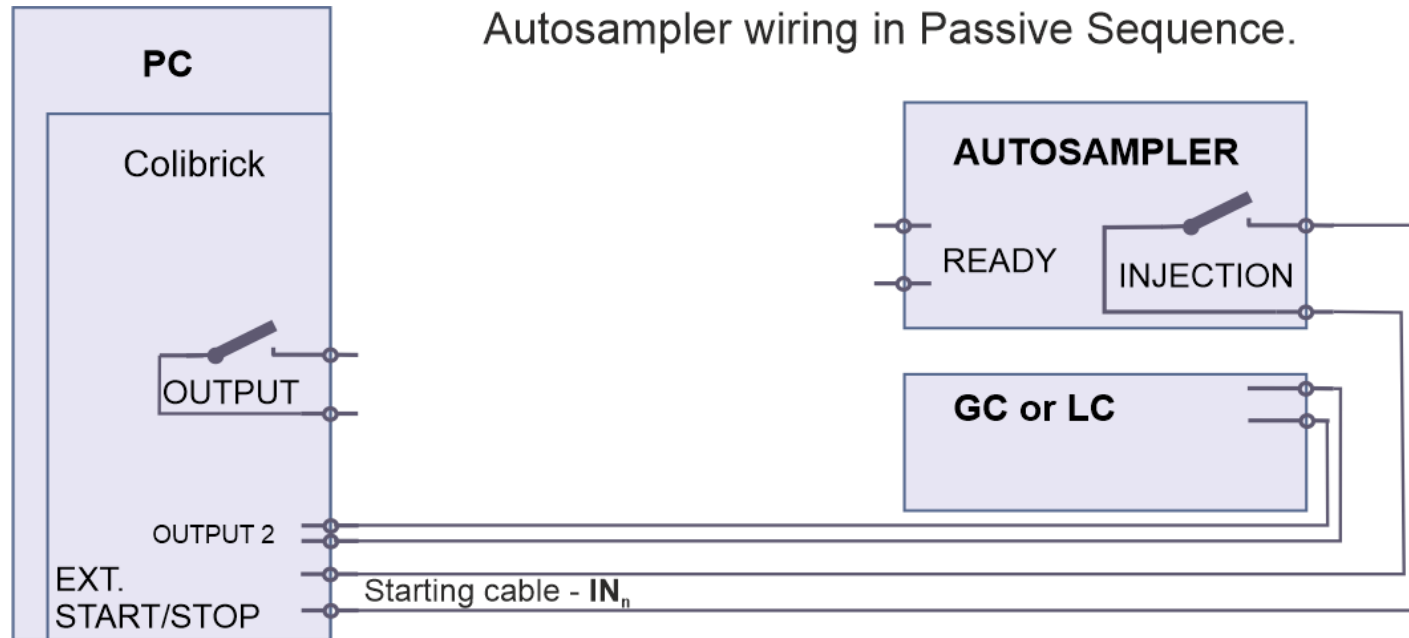 Autosampler wiring in Passive Sequence.
PC
Colibrick
AUTOSAMPLER
READY
INJECTION
OUTPUT
GC or LC
OUTPUT 2
EXT.
START/STOP
Starting cable - INₙ